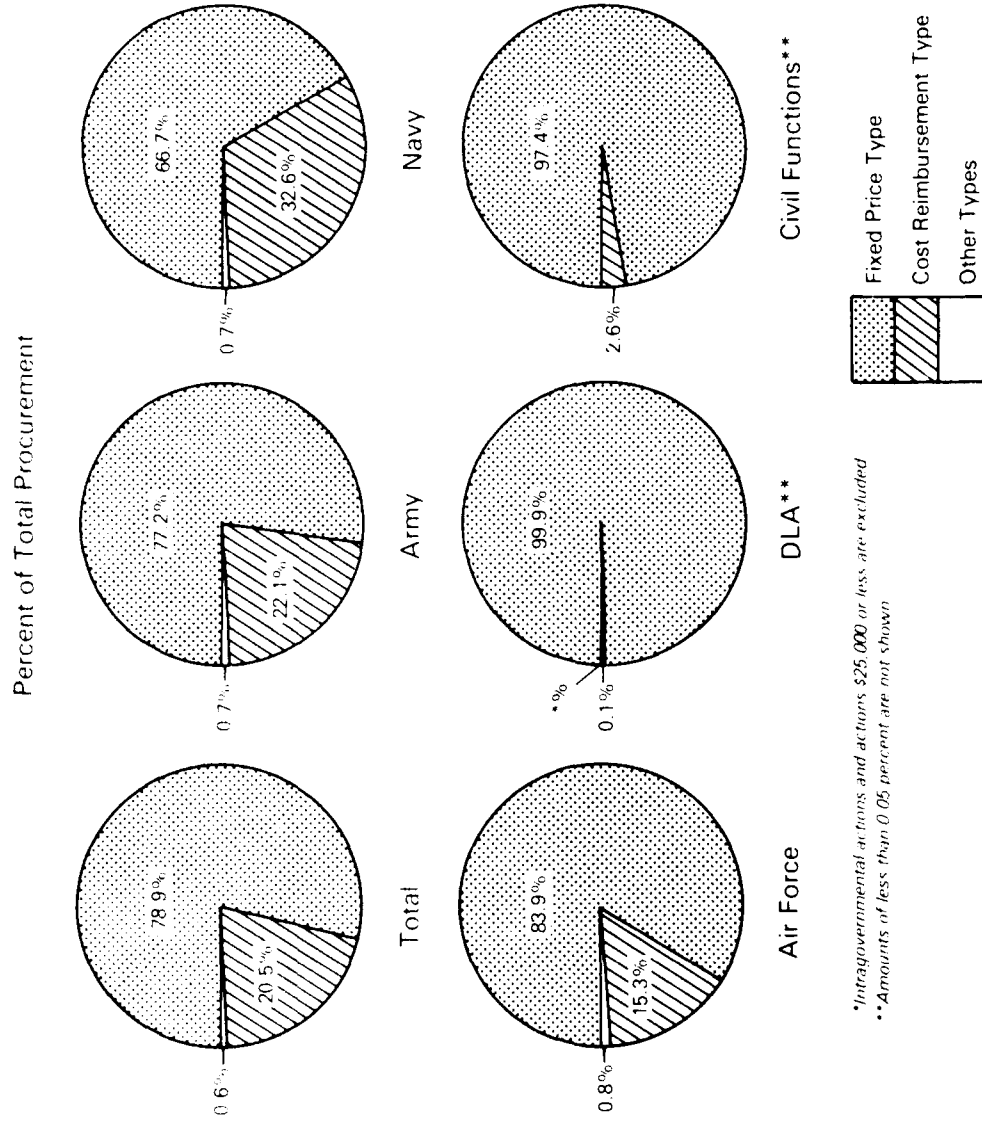 Percent of Total Procurement
78.9%
20.5%
0.6%
Total
77.2%
22.1%
0.7%
Army
66.7%
32.6%
0.7%
Navy
83.9%
15.3%
0.8%
Air Force
99.9%
*%
0.1%
DLA**
97.4%
2.6%
Civil Functions**
Fixed Price Type
Cost Reimbursement Type
Other Types
*Intragovernmental actions and actions $25,000 or less are excluded
**Amounts of less than 0.05 percent are not shown